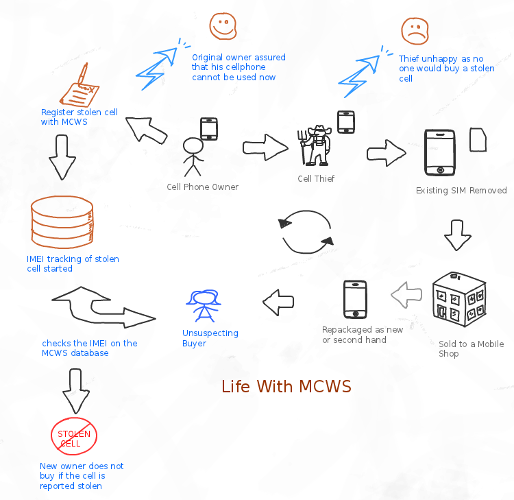 Original owner assured
that his cellphone
cannot be used now
Thief unhappy as no
one would buy a stolen
cell
Register stolen cell
with MCWS
Cell Phone Owner
Cell Thief
Existing SIM Removed
IMEI tracking of stolen
cell started
Unsuspecting
Buyer
Repackaged as new
or second hand
Sold to a Mobile
Shop
checks the IMEI on the
MCWS database
Life With MCWS
STOLEN
CELL
New owner does not
buy if the cell is
reported stolen